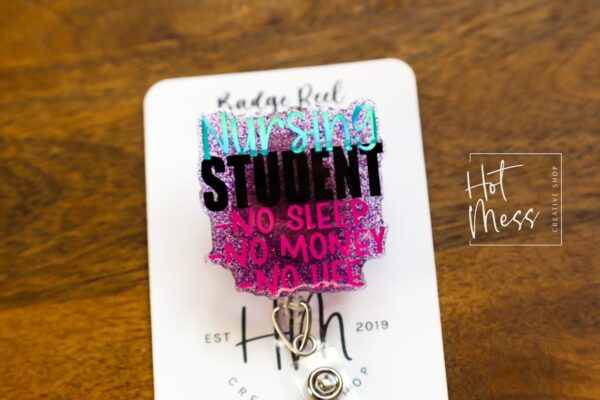 Badge Reel
Nursing
STUDENT
-NO SLEEP
-NO MONEY
-NO LIFE
EST 2019
Hot
Mess
CREATIVE SHOP